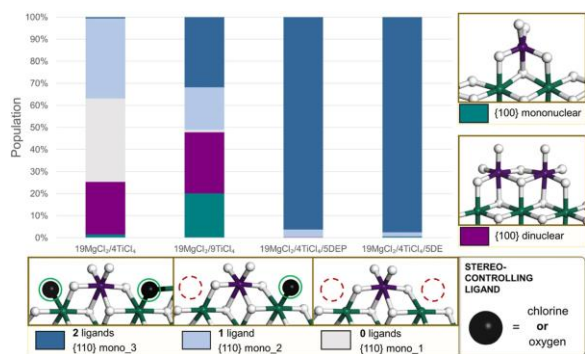 100%
90%
80%
70%
60%
50%
40%
30%
20%
10%
0%
Population
19MgCl₂/4TiCl₄
19MgCl₂/9TiCl₄
19MgCl₂/4TiCl₄/5DEP
19MgCl₂/4TiCl₄/5DE
{100} mononuclear
{100} dinuclear
2 ligands
{110} mono_3
1 ligand
{110} mono_2
0 ligands
{110} mono_1
STEREO-
CONTROLLING
LIGAND
= chlorine
or
oxygen